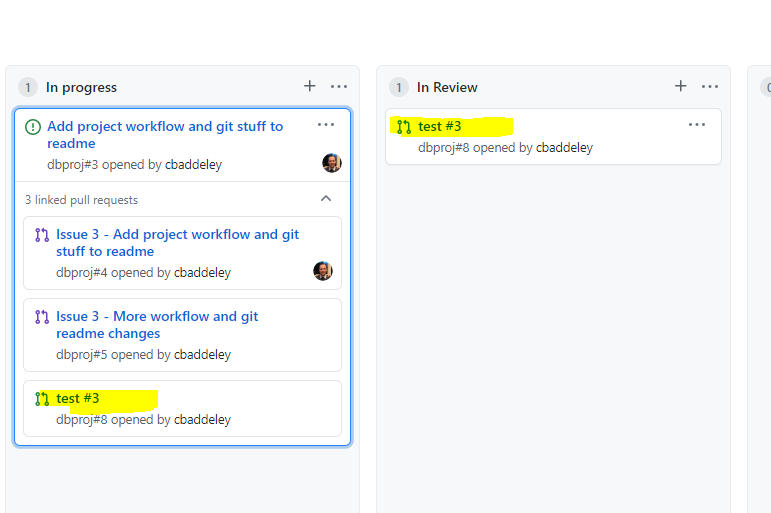 1 In progress
Add project workflow and git stuff to
readme
dbproj#3 opened by cbaddeley
3 linked pull requests
Issue 3 - Add project workflow and git
stuff to readme
dbproj#4 opened by cbaddeley
Issue 3 - More workflow and git
readme changes
dbproj#5 opened by cbaddeley
test #3
dbproj#8 opened by cbaddeley
1 In Review
test #3
dbproj#8 opened by cbaddeley